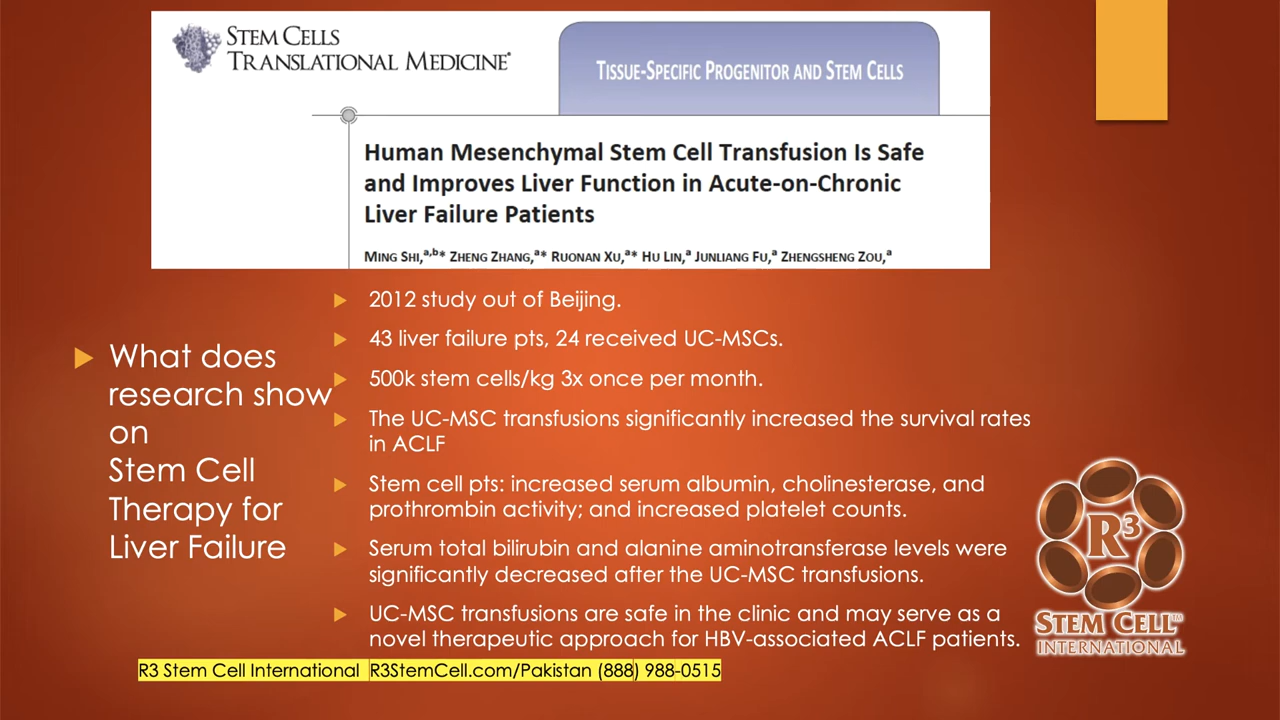 STEM CELLS
TRANSLATIONAL MEDICINE®
TISSUE-SPECIFIC PROGENITOR AND STEM CELLS
Human Mesenchymal Stem Cell Transfusion Is Safe
and Improves Liver Function in Acute-on-Chronic
Liver Failure Patients
MING SHI,a,b* ZHENG ZHANG,a* RUONAN XU,a* HU LIN,a JUNLIANG FU,a ZHENGSHENG ZOU,a
What does
research show
on
Stem Cell
Therapy for
Liver Failure
2012 study out of Beijing.
43 liver failure pts, 24 received UC-MSCs.
500k stem cells/kg 3x once per month.
The UC-MSC transfusions significantly increased the survival rates
in ACLF
Stem cell pts: increased serum albumin, cholinesterase, and
prothrombin activity; and increased platelet counts.
Serum total bilirubin and alanine aminotransferase levels were
significantly decreased after the UC-MSC transfusions.
UC-MSC transfusions are safe in the clinic and may serve as a
novel therapeutic approach for HBV-associated ACLF patients.
R3 Stem Cell International R3StemCell.com/Pakistan (888) 988-0515
R3
STEM CELL™
INTERNATIONAL